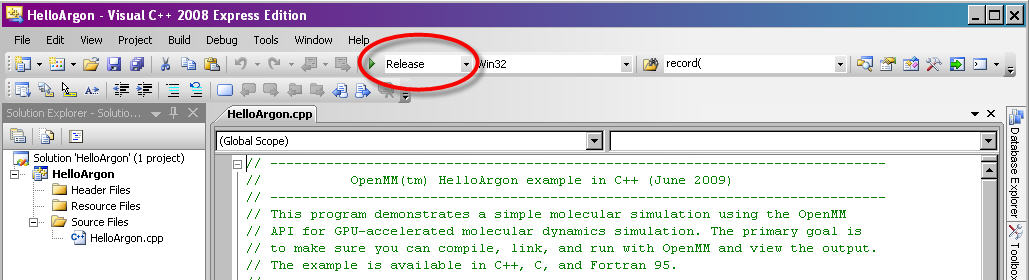 HelloArgon - Visual C++ 2008 Express Edition
File Edit View Project Build Debug Tools Window Help
Release Win32 record(
Solution Explorer - Solutio...
HelloArgon.cpp
(Global Scope)
Solution 'HelloArgon' (1 project)
HelloArgon
Header Files
Resource Files
Source Files
HelloArgon.cpp
// -----------------------------------------------------------------------------
// OpenMM(tm) HelloArgon example in C++ (June 2009)
// -----------------------------------------------------------------------------
// This program demonstrates a simple molecular simulation using the OpenMM
// API for GPU-accelerated molecular dynamics simulation. The primary goal is
// to make sure you can compile, link, and run with OpenMM and view the output.
// The example is available in C++, C, and Fortran 95.
//
Database Explorer
Toolbox